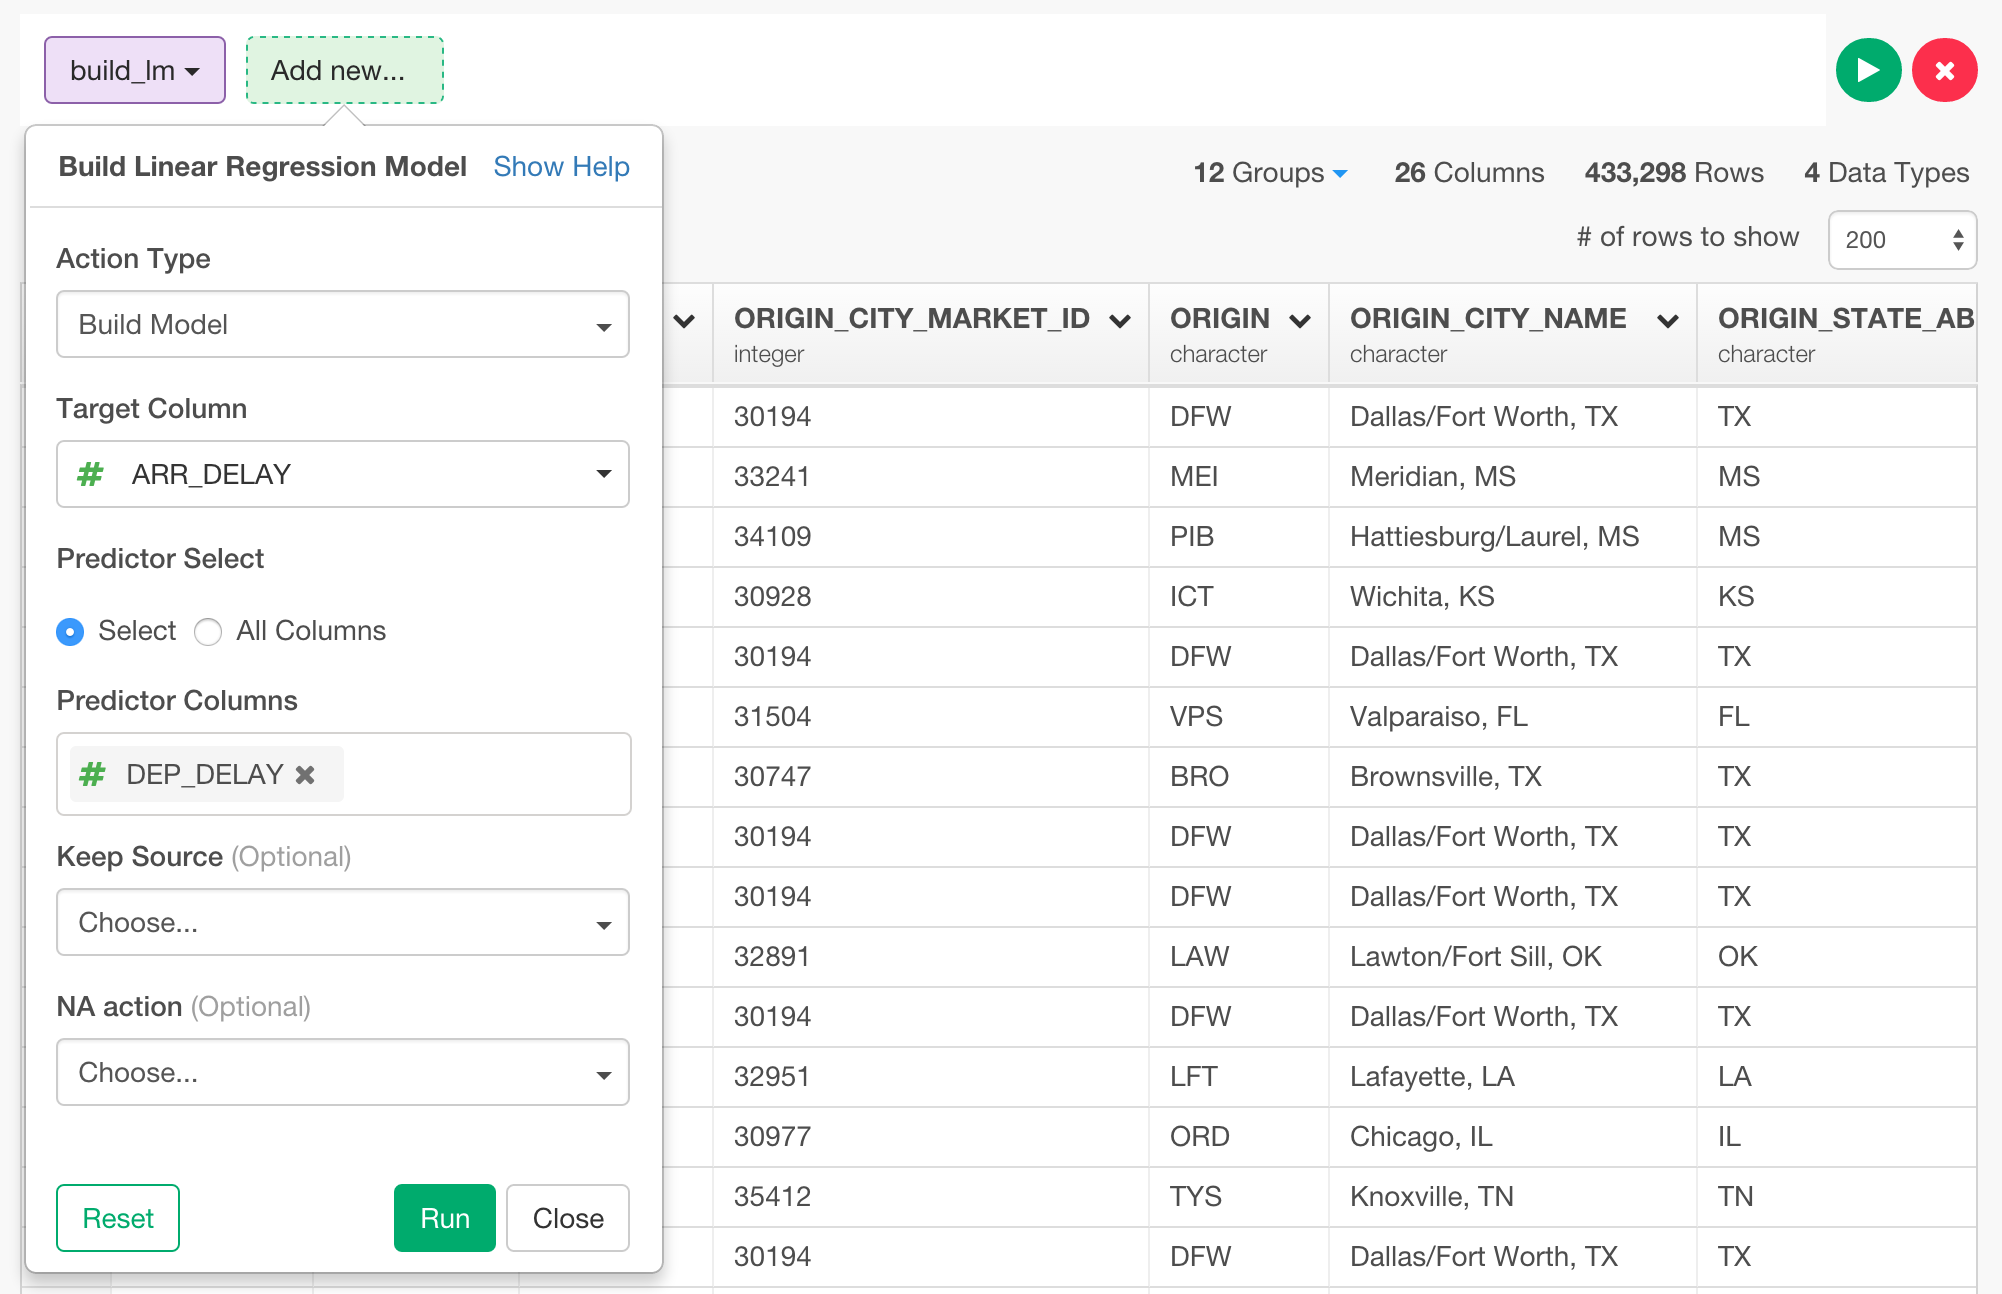 build_lm
Add new...
Build Linear Regression Model Show Help
12 Groups 26 Columns 433,298 Rows 4 Data Types
# of rows to show 200
Action Type
Build Model
Target Column
# ARR_DELAY
Predictor Select
Select All Columns
Predictor Columns
# DEP_DELAY
Keep Source (Optional)
Choose...
NA action (Optional)
Choose...
Reset Run Close
ORIGIN_CITY_MARKET_ID ORIGIN ORIGIN_CITY_NAME ORIGIN_STATE_AB
integer character character character
30194 DFW Dallas/Fort Worth, TX TX
33241 MEI Meridian, MS MS
34109 PIB Hattiesburg/Laurel, MS MS
30928 ICT Wichita, KS KS
30194 DFW Dallas/Fort Worth, TX TX
31504 VPS Valparaiso, FL FL
30747 BRO Brownsville, TX TX
30194 DFW Dallas/Fort Worth, TX TX
30194 DFW Dallas/Fort Worth, TX TX
32891 LAW Lawton/Fort Sill, OK OK
30194 DFW Dallas/Fort Worth, TX TX
32951 LFT Lafayette, LA LA
30977 ORD Chicago, IL IL
35412 TYS Knoxville, TN TN
30194 DFW Dallas/Fort Worth, TX TX